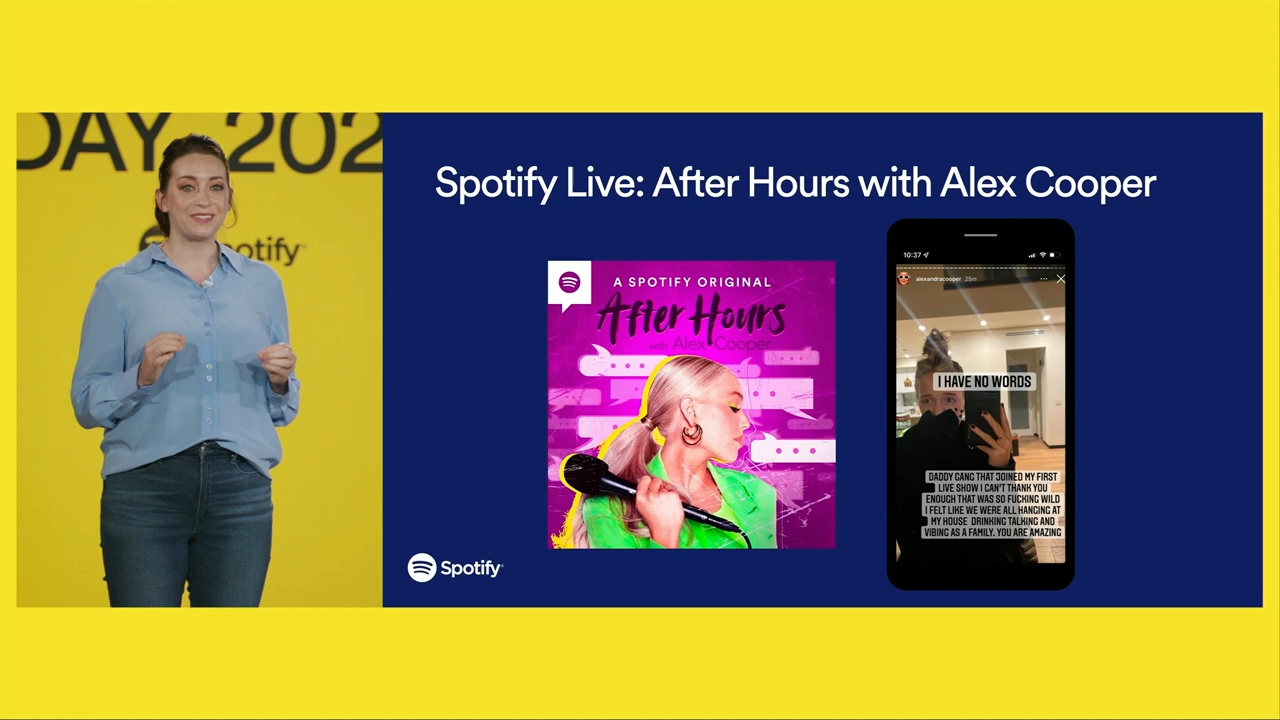 DAY 202
Spotify
Spotify Live: After Hours with Alex Cooper
A SPOTIFY ORIGINAL
After Hours
with Alex Cooper
10:37
alexandracooper 25m
I HAVE NO WORDS
DADDY GANG THAT JOINED MY FIRST
LIVE SHOW I CAN'T THANK YOU
ENOUGH THAT WAS SO FUCKING WILD
I FELT LIKE WE WERE ALL HANGING AT
MY HOUSE DRINKING TALKING AND
VIBING AS A FAMILY. YOU ARE AMAZING
Spotify